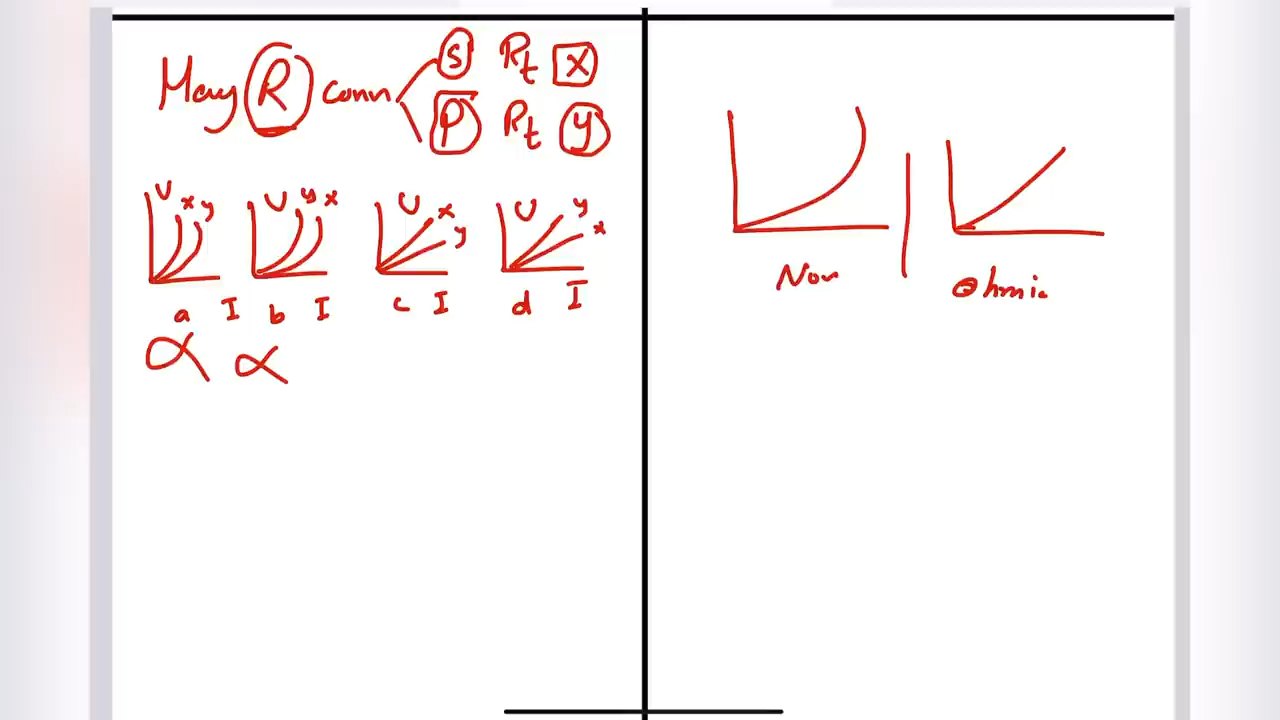 Many R conn S Rt x
P Rt y
V x y V y x V x y V y x
a I b I c I d I
α α
Non Ohmic